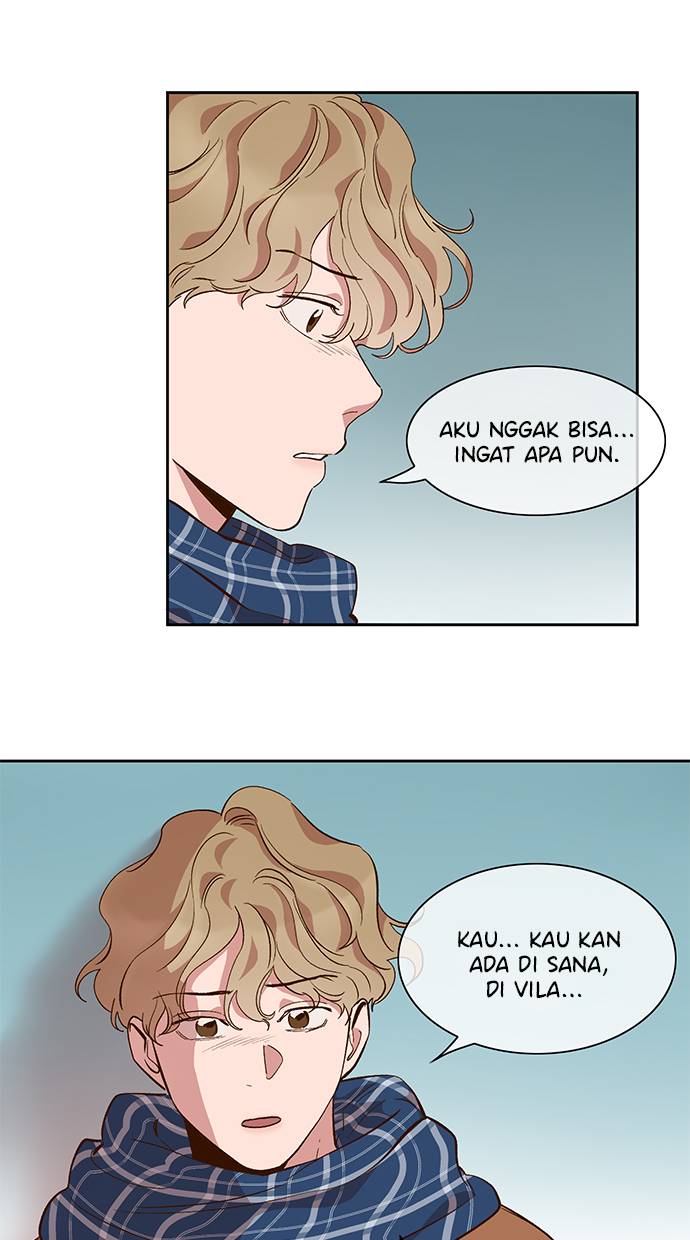 AKU NGGAK BISA...
INGAT APA PUN.
KAU... KAU KAN
ADA DI SANA,
DI VILA...